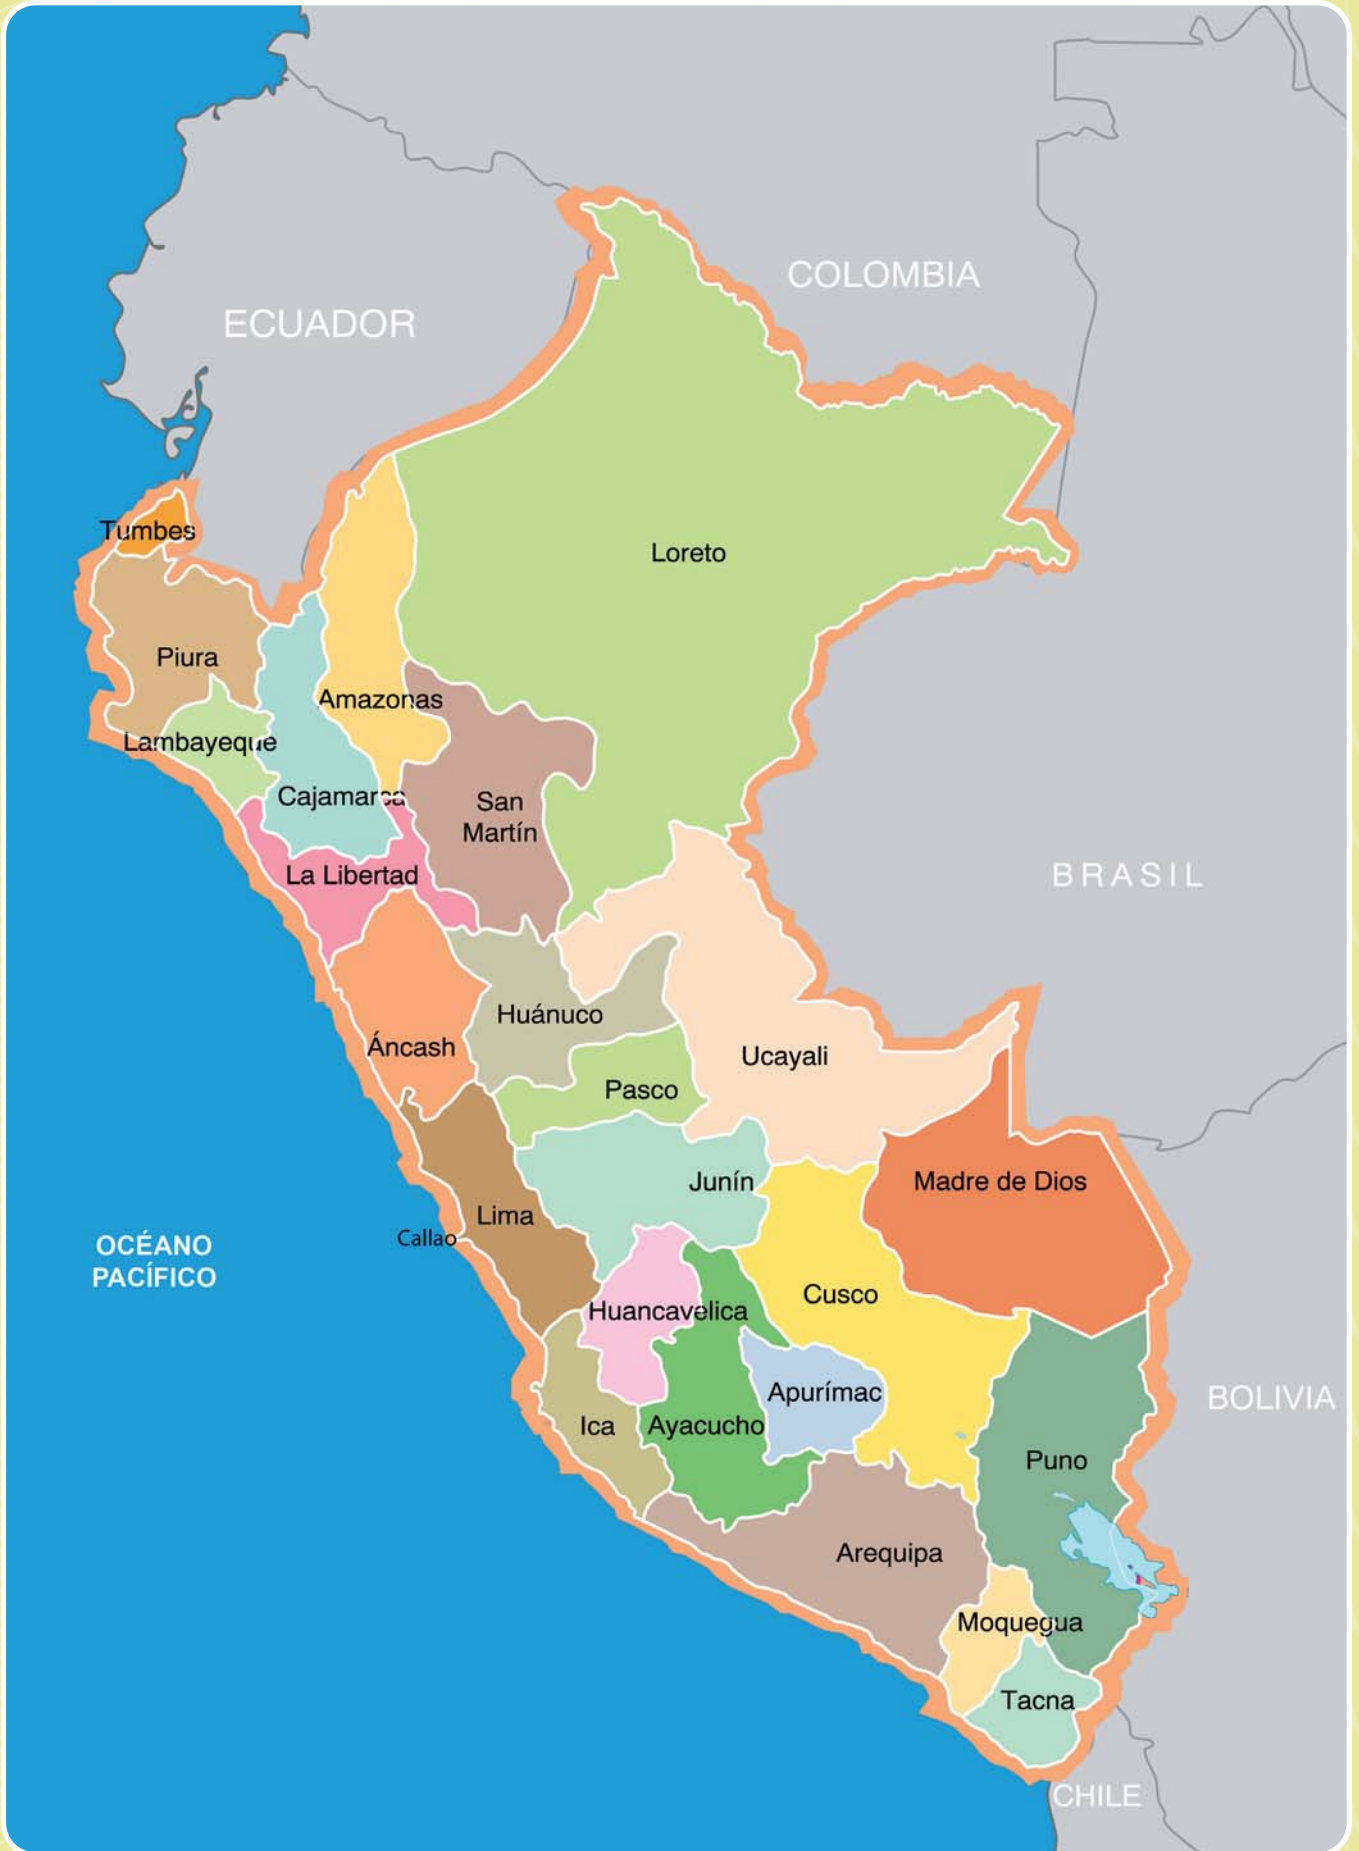 COLOMBIA
ECUADOR
Tumbes
Loreto
Piura
Amazonas
Lambayeque
Cajamarca
San
Martín
La Libertad
BRASIL
Huánuco
Áncash
Ucayali
Pasco
Junín
Madre de Dios
Lima
Callao
OCÉANO
PACÍFICO
Cusco
Huancavelica
Apurímac
BOLIVIA
Ica
Ayacucho
Puno
Arequipa
Moquegua
Tacna
CHILE